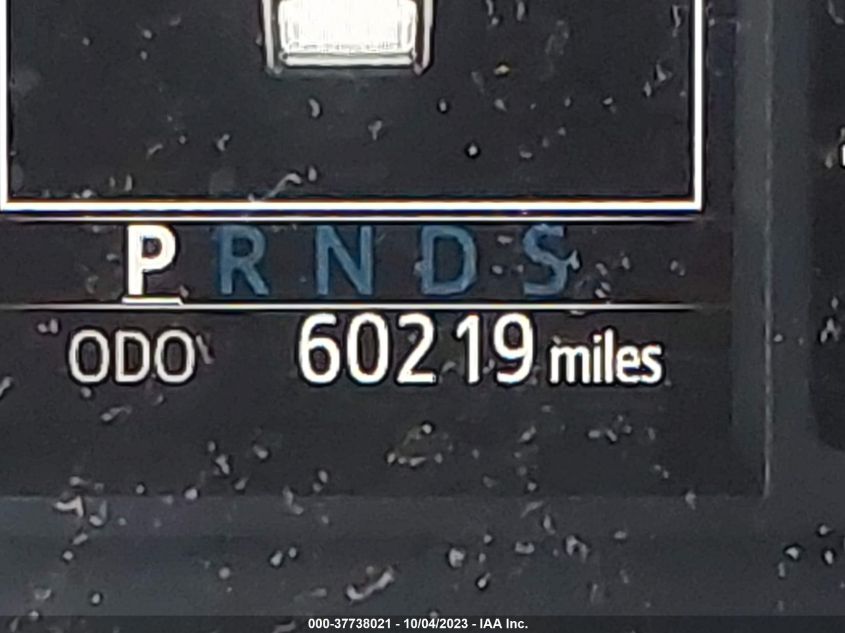 P R N D S
ODO 60219 miles
000-37738021 - 10/04/2023 - IAA Inc.